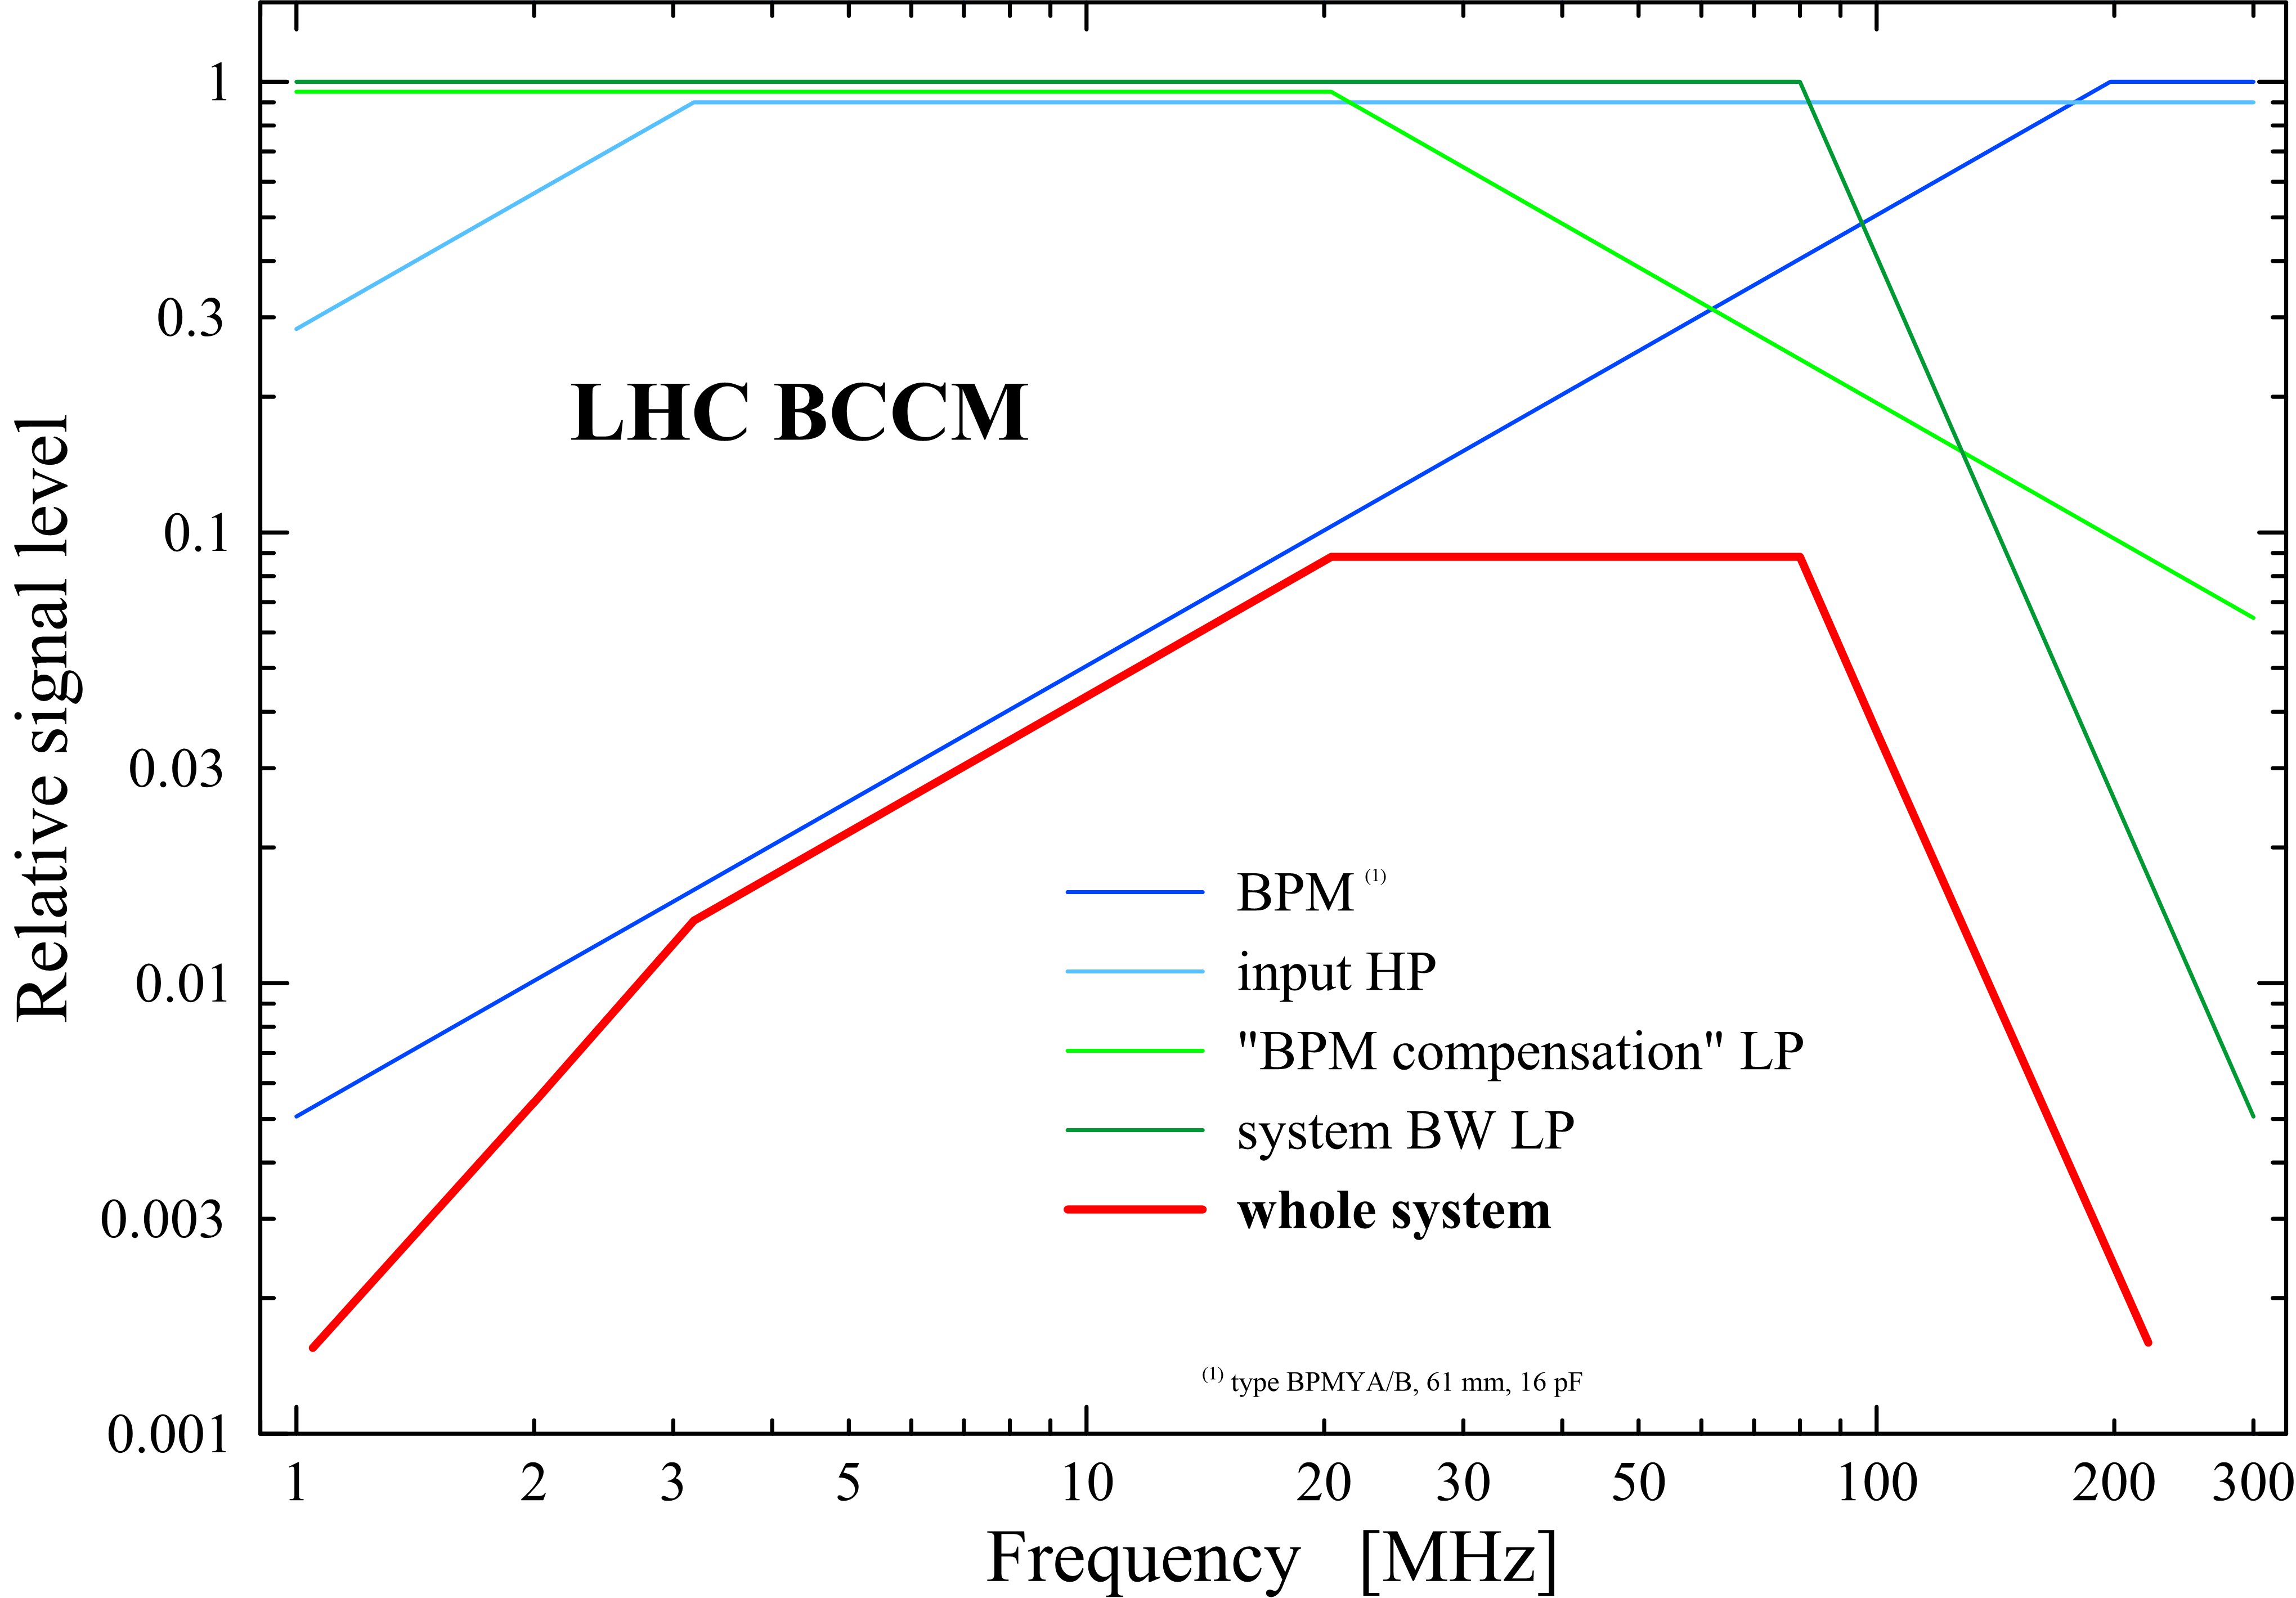 1
0.3
0.1
0.03
0.01
0.003
0.001
Relative signal level
LHC BCCM
BPM (1)
input HP
"BPM compensation" LP
system BW LP
whole system
(1) type BPMYA/B, 61 mm, 16 pF
1 2 3 5 10 20 30 50 100 200 300
Frequency [MHz]